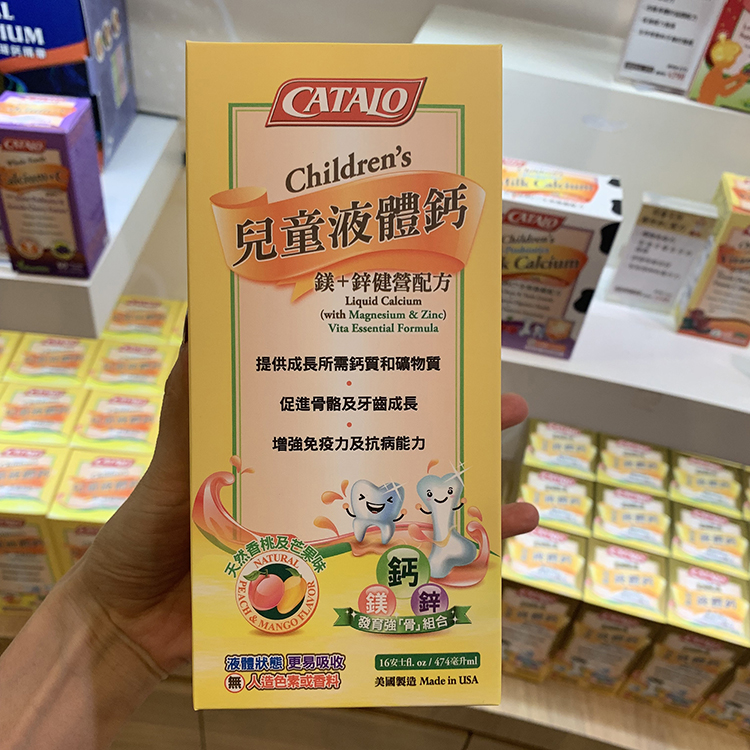 CATALO
Children's
兒童液體鈣
鎂+鋅健營配方
Liquid Calcium
(with Magnesium & Zinc)
Vita Essential Formula
提供成長所需鈣質和礦物質
促進骨骼及牙齒成長
增強免疫力及抗病能力
天然香桃及芒果味
NATURAL
PEACH & MANGO FLAVOR
鈣
鎂
鋅
發育強「骨」組合
液體狀態 更易吸收
無 人造色素或香料
16安士fl. oz / 474毫升ml
美國製造 Made in USA
CATALO
CATALO
Children's
Milk Calcium